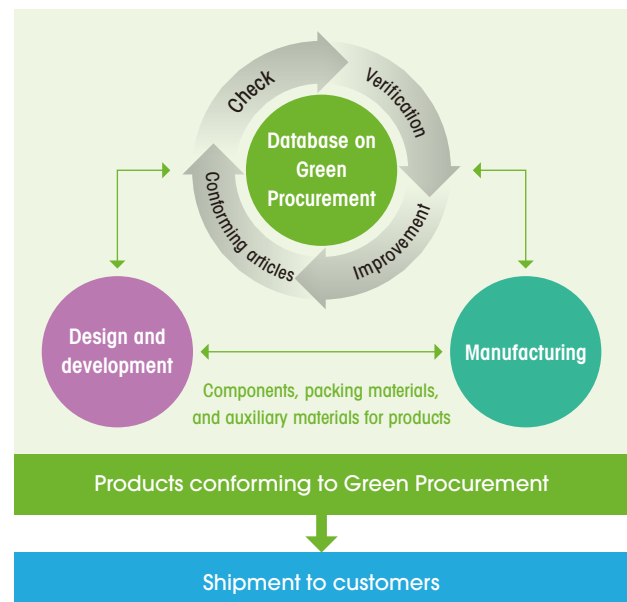 Check
Verification
Database on
Green
Procurement
Conforming articles
Improvement
Design and
development
Manufacturing
Components, packing materials,
and auxiliary materials for products
Products conforming to Green Procurement
Shipment to customers